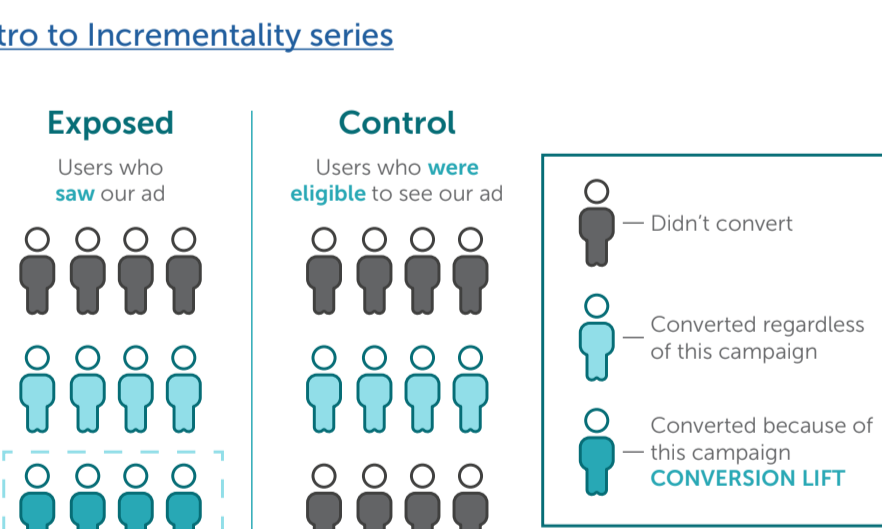 tro to Incrementality series
Exposed
Users who
saw our ad
Control
Users who were
eligible to see our ad
Didn't convert
Converted regardless
of this campaign
Converted because of
this campaign
CONVERSION LIFT